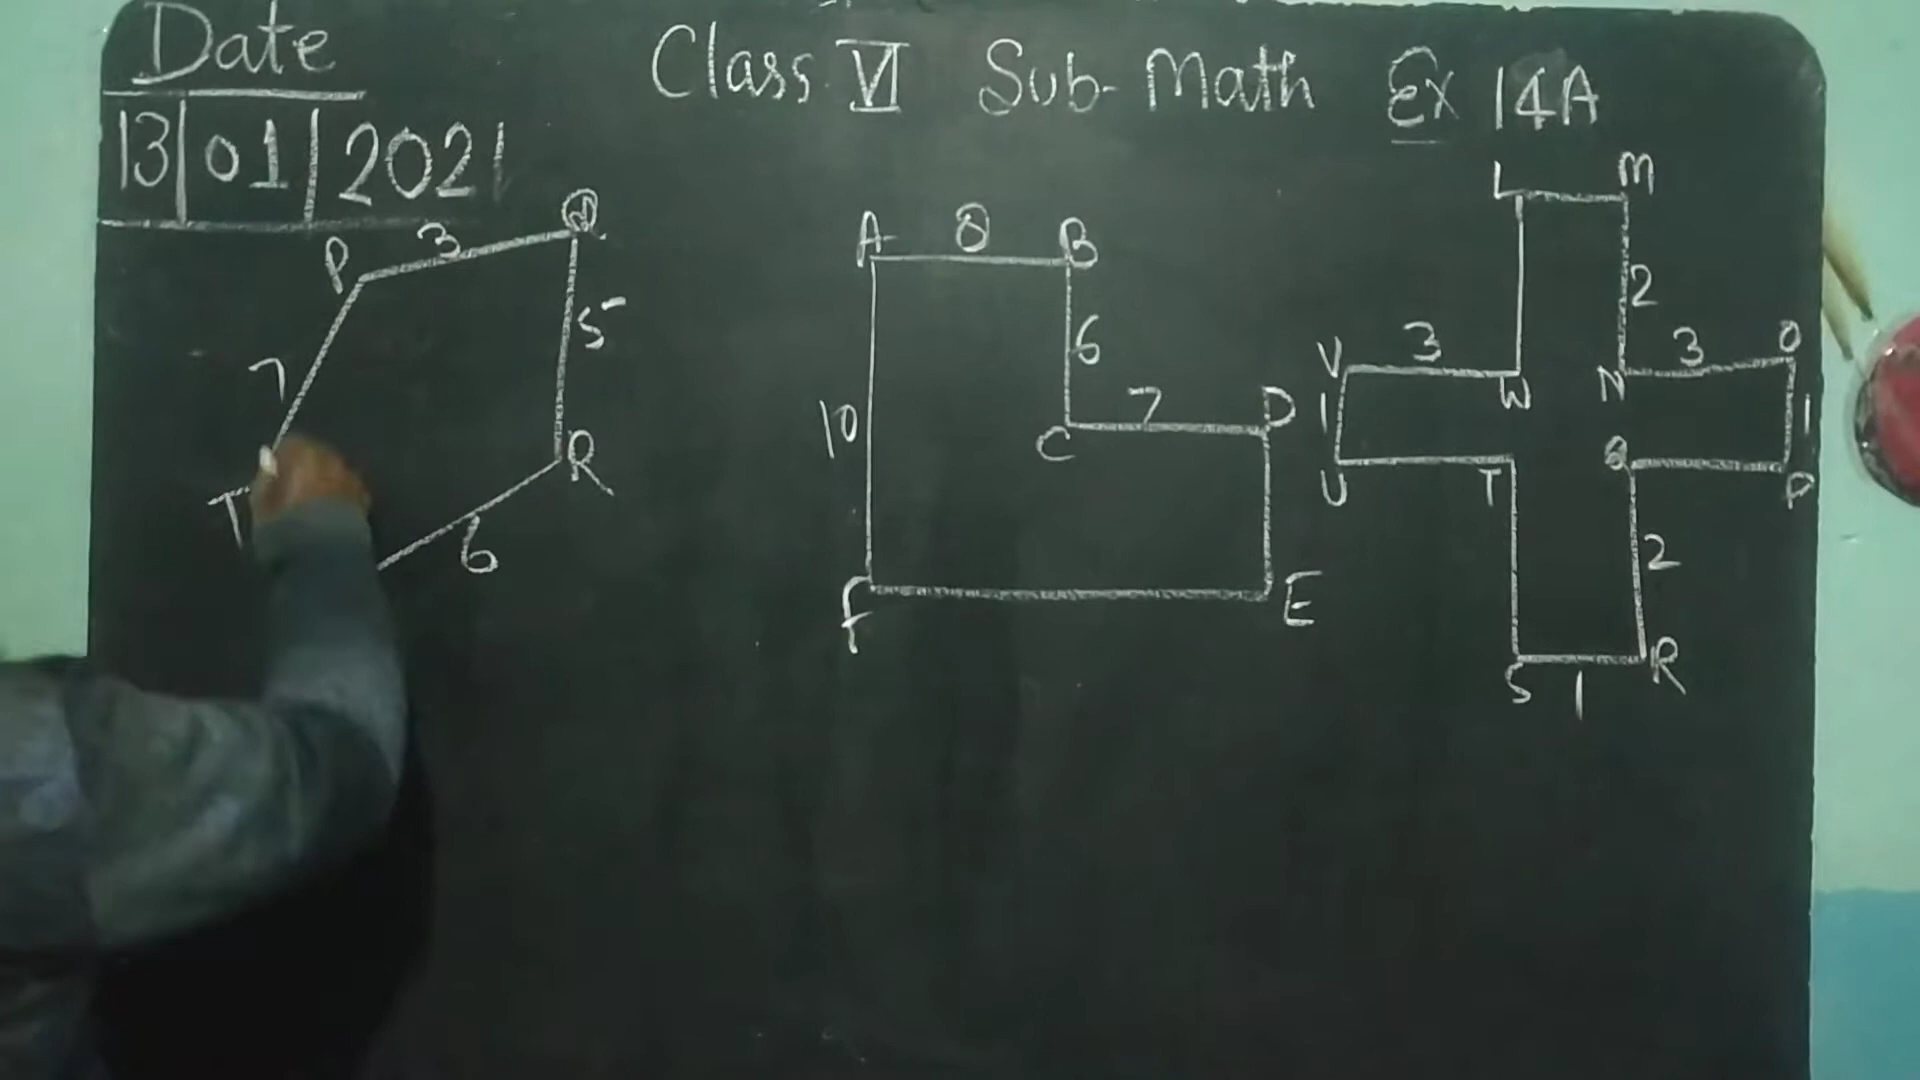 Date
Class VI Sub- Math Ex 14A
13 01 2021
P 3 Q
7
5
T
R
6
A 8 B
10
6
C 7 D
F
E
L M
2
V 3 W
N 3 O
1
1
U T
Q P
2
S 1 R